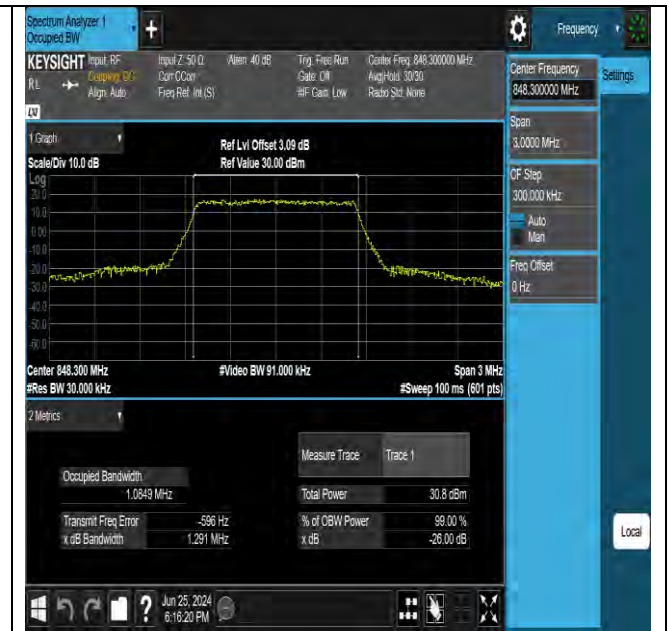 Spectrum Analyzer 1
Occupied BW
+
Frequency
KEYSIGHT
Input: RF
Coupling: DC
Align: Auto
RL
Input Z: 50 Ω
Corr CCorr
Freq Ref: Int (S)
Atten: 40 dB
Trig: Free Run
Gate: Off
#IF Gain: Low
Center Freq: 848.300000 MHz
Avg|Hold: 30/30
Radio Std: None
Center Frequency
848.300000 MHz
Settings
Span
3.0000 MHz
CF Step
300.000 kHz
Auto
Man
Freq Offset
0 Hz
1 Graph
Scale/Div 10.0 dB
Ref Lvl Offset 3.09 dB
Ref Value 30.00 dBm
Log
20.0
10.0
0.00
-10.0
-20.0
-30.0
-40.0
-50.0
-60.0
Center 848.300 MHz
#Video BW 91.000 kHz
Span 3 MHz
#Res BW 30.000 kHz
#Sweep 100 ms (601 pts)
2 Metrics
Measure Trace
Trace 1
Occupied Bandwidth
1.0849 MHz
Total Power
30.8 dBm
Transmit Freq Error
-596 Hz
% of OBW Power
99.00 %
x dB Bandwidth
1.291 MHz
x dB
-26.00 dB
Local
?
Jun 25, 2024
6:16:20 PM